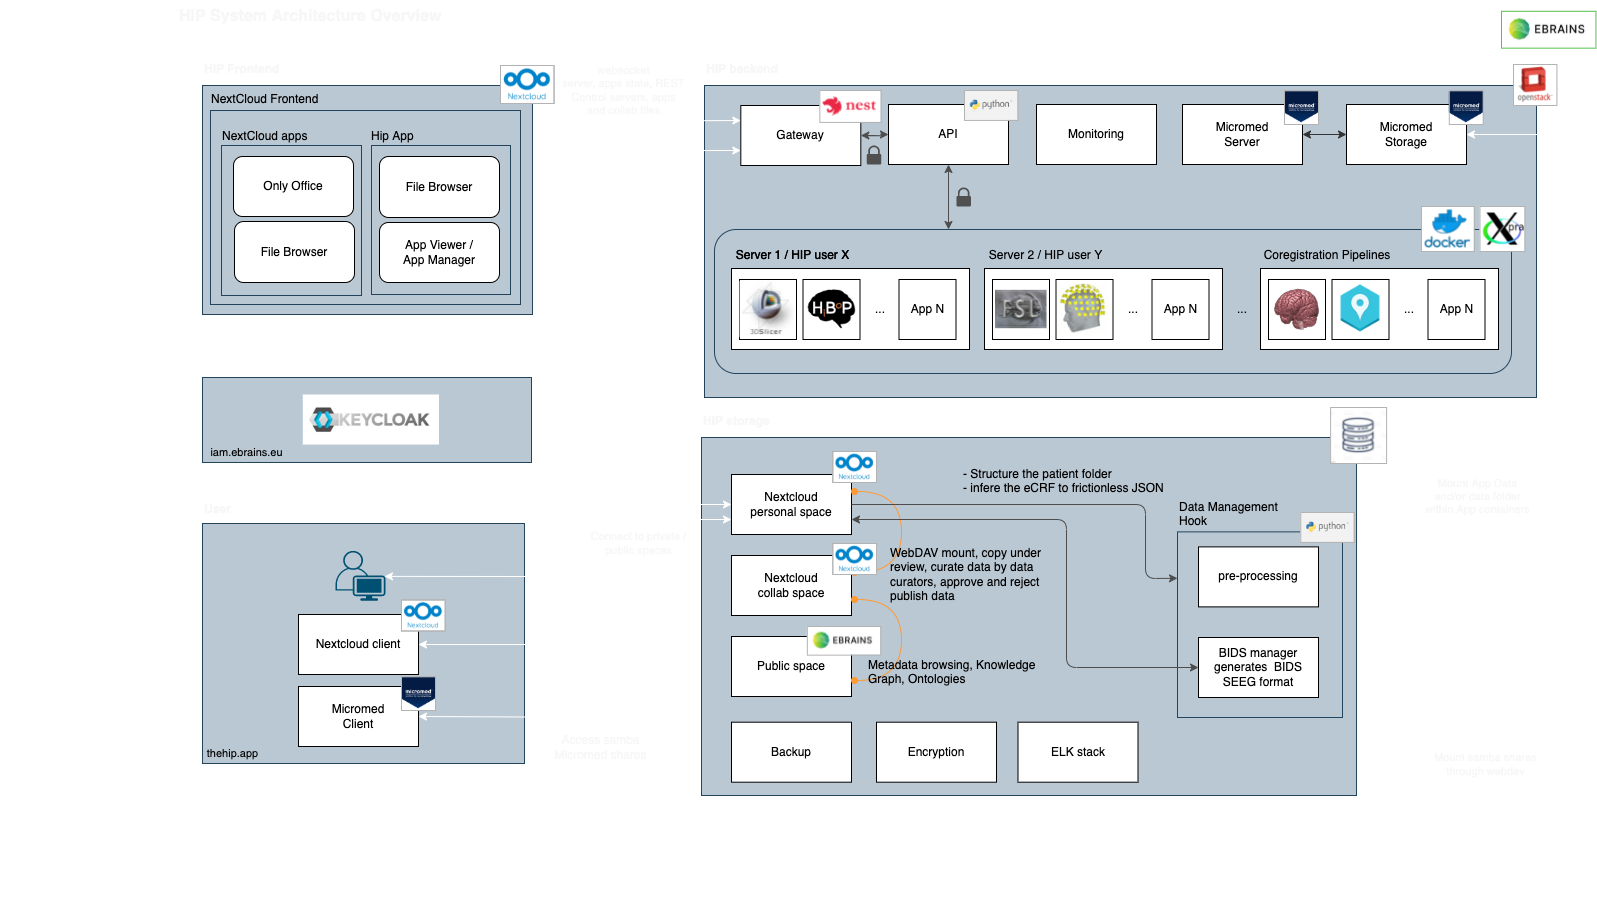 HIP System Architecture Overview
EBRAINS
HIP Frontend
Nextcloud
NextCloud Frontend
NextCloud apps
Hip App
Only Office
File Browser
File Browser
App Viewer /
App Manager
websocket
server, apps state, REST
Control servers, apps
and collab files
HIP backend
openstack
nest
Gateway
python
API
Monitoring
micromed
Micromed
Server
micromed
Micromed
Storage
docker
Xpra
Server 1 / HIP user X
3DSlicer
HiBoP
...
App N
Server 2 / HIP user Y
FSL
...
App N
...
Coregistration Pipelines
...
App N
KEYCLOAK
iam.ebrains.eu
User
Nextcloud
Nextcloud client
micromed
Micromed
Client
thehip.app
Connect to private /
public spaces
Access samba
Micromed shares
HIP storage
Nextcloud
Nextcloud
personal space
Nextcloud
Nextcloud
collab space
EBRAINS
Public space
- Structure the patient folder
- infere the eCRF to frictionless JSON
WebDAV mount, copy under
review, curate data by data
curators, approve and reject
publish data
Metadata browsing, Knowledge
Graph, Ontologies
Data Management
Hook
python
pre-processing
BIDS manager
generates BIDS
SEEG format
Backup
Encryption
ELK stack
Mount App Data
and/or data folder
within App containers
Mount samba shares
through webdav